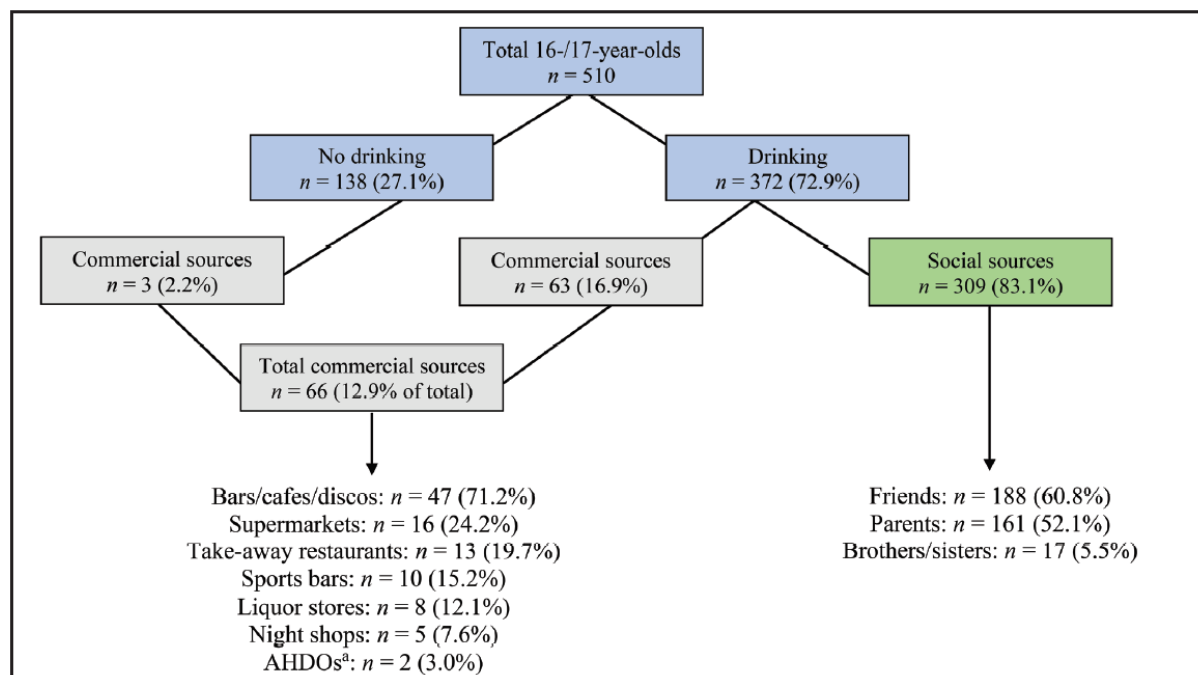 Total 16-/17-year-olds
n = 510
No drinking
n = 138 (27.1%)
Drinking
n = 372 (72.9%)
Commercial sources
n = 3 (2.2%)
Commercial sources
n = 63 (16.9%)
Social sources
n = 309 (83.1%)
Total commercial sources
n = 66 (12.9% of total)
Bars/cafes/discos: n = 47 (71.2%)
Supermarkets: n = 16 (24.2%)
Take-away restaurants: n = 13 (19.7%)
Sports bars: n = 10 (15.2%)
Liquor stores: n = 8 (12.1%)
Night shops: n = 5 (7.6%)
AHDOsᵃ: n = 2 (3.0%)
Friends: n = 188 (60.8%)
Parents: n = 161 (52.1%)
Brothers/sisters: n = 17 (5.5%)